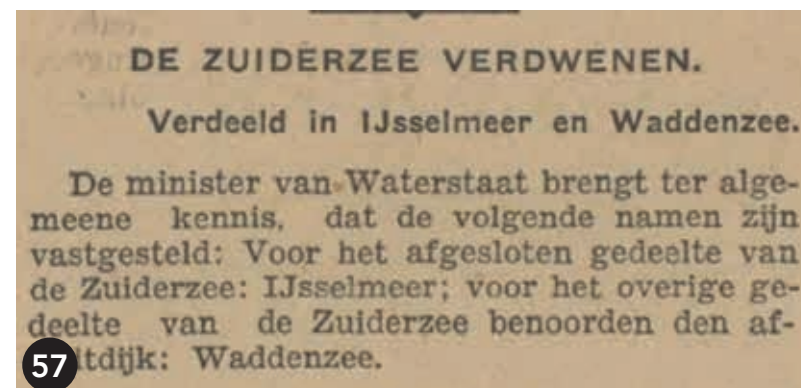 DE ZUIDERZEE VERDWENEN.
Verdeeld in IJsselmeer en Waddenzee.
De minister van Waterstaat brengt ter alge-
meene kennis, dat de volgende namen zijn
vastgesteld: Voor het afgesloten gedeelte van
de Zuiderzee: IJsselmeer; voor het overige ge-
deelte van de Zuiderzee benoorden den af-
57 itdijk: Waddenzee.